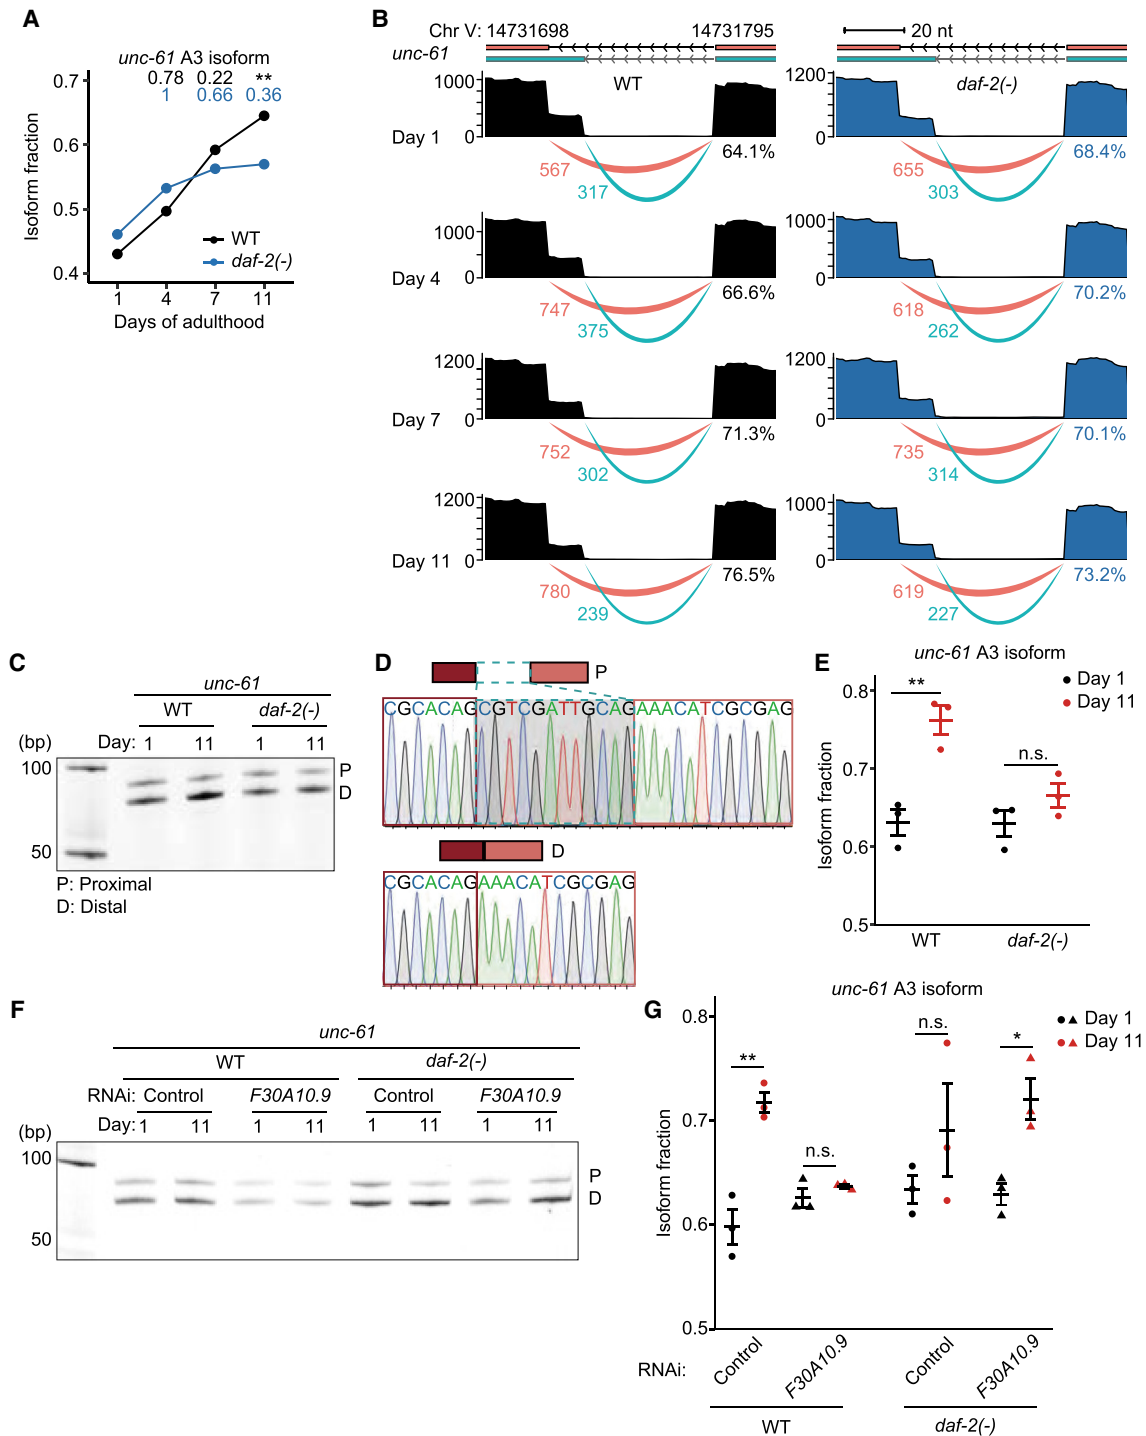 A
unc-61 A3 isoform
0.78 0.22 **
1 0.66 0.36
0.7
0.6
0.5
0.4
Isoform fraction
WT
daf-2(-)
1 4 7 11
Days of adulthood
B
Chr V: 14731698 14731795
20 nt
unc-61
WT
daf-2(-)
1000
0
Day 1
64.1%
567
317
1200
0
68.4%
655
303
1000
0
Day 4
66.6%
747
375
1000
0
70.2%
618
262
1200
0
Day 7
71.3%
752
302
1200
0
70.1%
735
314
1200
0
Day 11
76.5%
780
239
1000
0
73.2%
619
227
C
unc-61
WT daf-2(-)
(bp) Day: 1 11 1 11
100
50
P
D
P: Proximal
D: Distal
D
P
CGCACAGCGTCGATTGCAGAAACATCGCGAG
D
CGCACAGAAACATCGCGAG
E
unc-61 A3 isoform
Day 1
Day 11
0.8
0.7
0.6
0.5
Isoform fraction
**
n.s.
WT daf-2(-)
F
unc-61
WT daf-2(-)
RNAi: Control F30A10.9 Control F30A10.9
(bp) Day: 1 11 1 11 1 11 1 11
100
50
P
D
G
unc-61 A3 isoform
Day 1
Day 11
0.8
0.7
0.6
0.5
Isoform fraction
**
n.s.
n.s.
*
RNAi: Control F30A10.9 Control F30A10.9
WT daf-2(-)